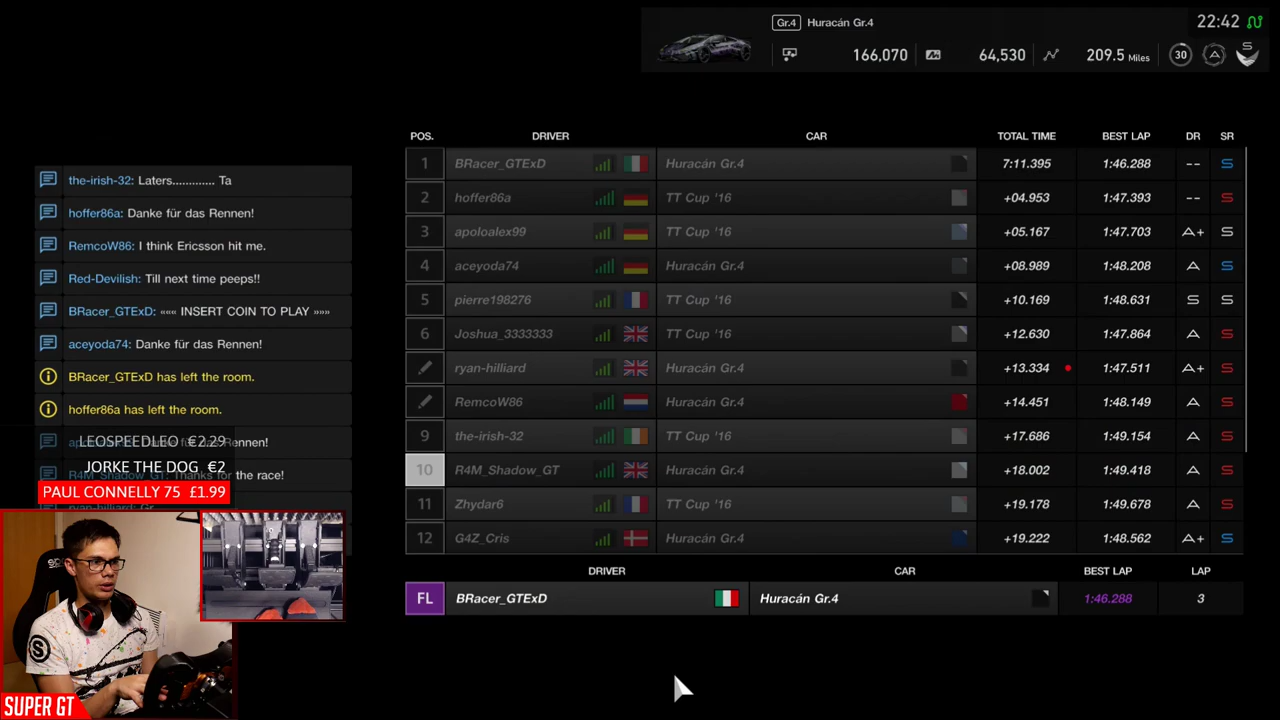 Gr.4 Huracán Gr.4
22:42
166,070 64,530 209.5 Miles 30 A S
POS. DRIVER CAR TOTAL TIME BEST LAP DR SR
1 BRacer_GTExD Huracán Gr.4 7:11.395 1:46.288 -- S
2 hoffer86a TT Cup '16 +04.953 1:47.393 -- S
3 apoloalex99 TT Cup '16 +05.167 1:47.703 A+ S
4 aceyoda74 Huracán Gr.4 +08.989 1:48.208 A S
5 pierre198276 TT Cup '16 +10.169 1:48.631 S S
6 Joshua_3333333 TT Cup '16 +12.630 1:47.864 A S
ryan-hilliard Huracán Gr.4 +13.334 1:47.511 A+ S
RemcoW86 Huracán Gr.4 +14.451 1:48.149 A S
9 the-irish-32 TT Cup '16 +17.686 1:49.154 A S
10 R4M_Shadow_GT Huracán Gr.4 +18.002 1:49.418 A S
11 Zhydar6 TT Cup '16 +19.178 1:49.678 A S
12 G4Z_Cris Huracán Gr.4 +19.222 1:48.562 A+ S
DRIVER CAR BEST LAP LAP
FL BRacer_GTExD Huracán Gr.4 1:46.288 3
the-irish-32: Laters............. Ta
hoffer86a: Danke für das Rennen!
RemcoW86: I think Ericsson hit me.
Red-Devilish: Till next time peeps!!
BRacer_GTExD: ««« INSERT COIN TO PLAY »»»
aceyoda74: Danke für das Rennen!
BRacer_GTExD has left the room.
hoffer86a has left the room.
LEOSPEEDLIVO €2.29
JORKE THE DOG €2
R4M_Shadow_GT: Thanks for the race!
PAUL CONNELLY 75 £1.99
ryan-hilliard: Gr
SUPER GT